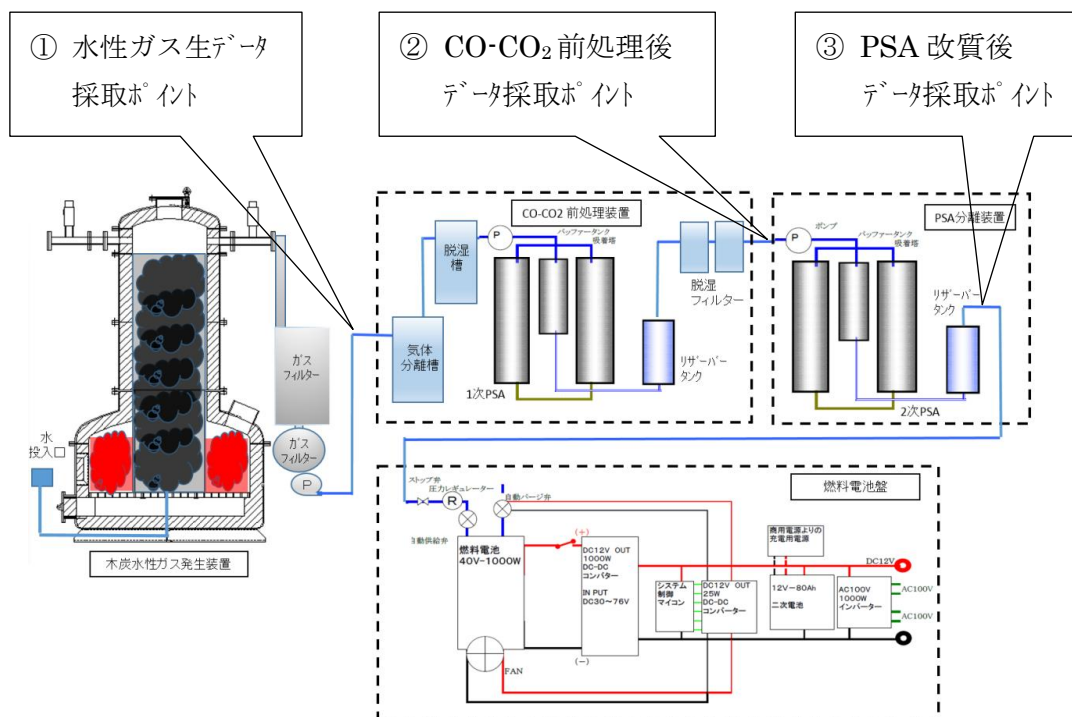 ① 水性ガス生データ
採取ポイント
② CO-CO₂前処理後
データ採取ポイント
③ PSA改質後
データ採取ポイント
水
投入口
ガス
フィルター
ガス
フィルター
P
木炭水性ガス発生装置
CO-CO2前処理装置
気体
分離槽
脱湿
槽
P
バッファータンク
吸着塔
1次PSA
リザーバー
タンク
脱湿
フィルター
PSA分離装置
P
ポンプ
バッファータンク
吸着塔
2次PSA
リザーバー
タンク
燃料電池盤
ストップ弁
圧力レギュレーター
R
自動パージ弁
自動供給弁
燃料電池
40V-1000W
FAN
(+)
(-)
DC12V OUT
1000W
DC-DC
コンバター
IN PUT
DC30~76V
システム
制御
マイコン
DC12V OUT
25W
DC-DC
コンバーター
商用電源よりの
充電用電源
12V-80Ah
二次電池
AC100V
1000W
インバーター
DC12V
AC100V
AC100V